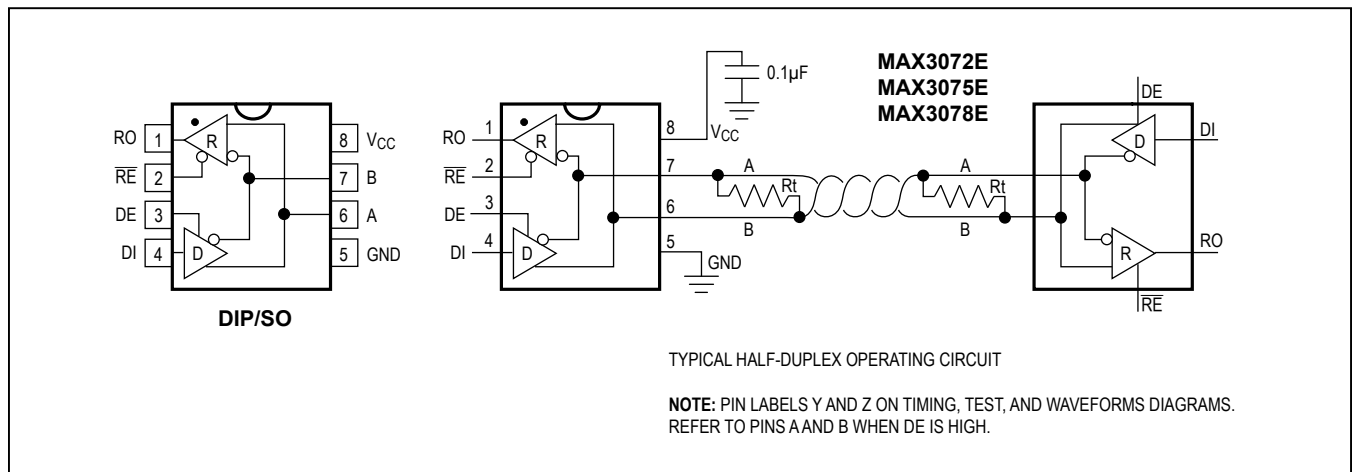 RO 1
RE 2
DE 3
DI 4
R
D
8 VCC
7 B
6 A
5 GND
DIP/SO
RO 1
RE 2
DE 3
DI 4
R
D
0.1µF
8 VCC
7
6
5
GND
A
Rt
B
MAX3072E
MAX3075E
MAX3078E
A
Rt
B
DE
DI
D
R
RO
RE
TYPICAL HALF-DUPLEX OPERATING CIRCUIT
NOTE: PIN LABELS Y AND Z ON TIMING, TEST, AND WAVEFORMS DIAGRAMS.
REFER TO PINS A AND B WHEN DE IS HIGH.